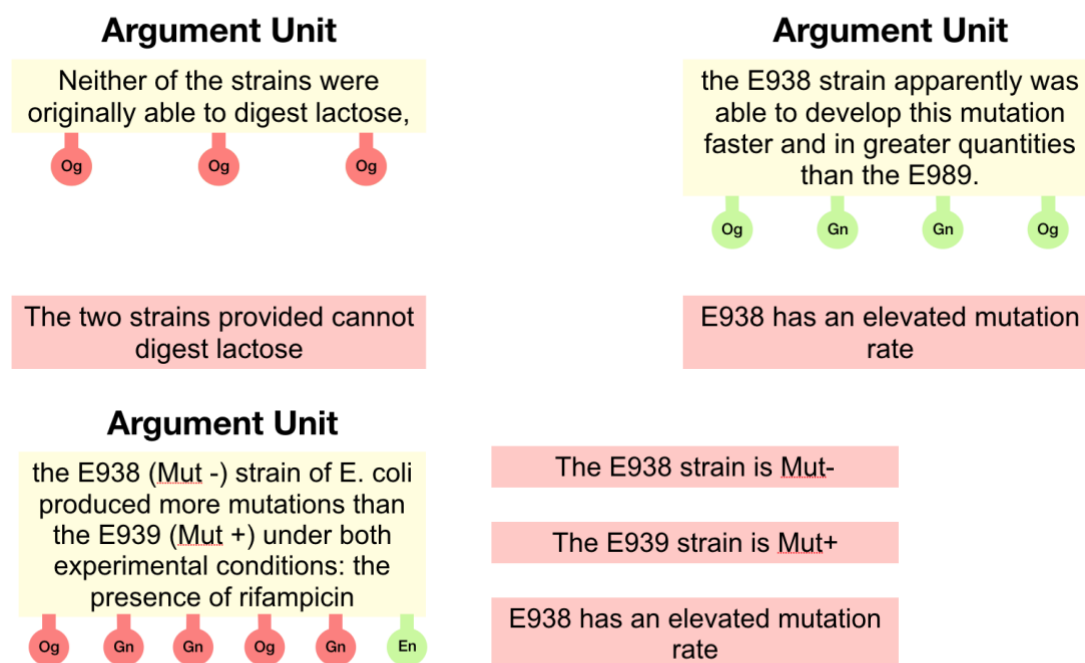 Argument Unit
Neither of the strains were
originally able to digest lactose,
Og Og Og
The two strains provided cannot
digest lactose
Argument Unit
the E938 strain apparently was
able to develop this mutation
faster and in greater quantities
than the E989.
Og Gn Gn Og
E938 has an elevated mutation
rate
Argument Unit
the E938 (Mut -) strain of E. coli
produced more mutations than
the E939 (Mut +) under both
experimental conditions: the
presence of rifampicin
Og Gn Gn Og Gn En
The E938 strain is Mut-
The E939 strain is Mut+
E938 has an elevated mutation
rate